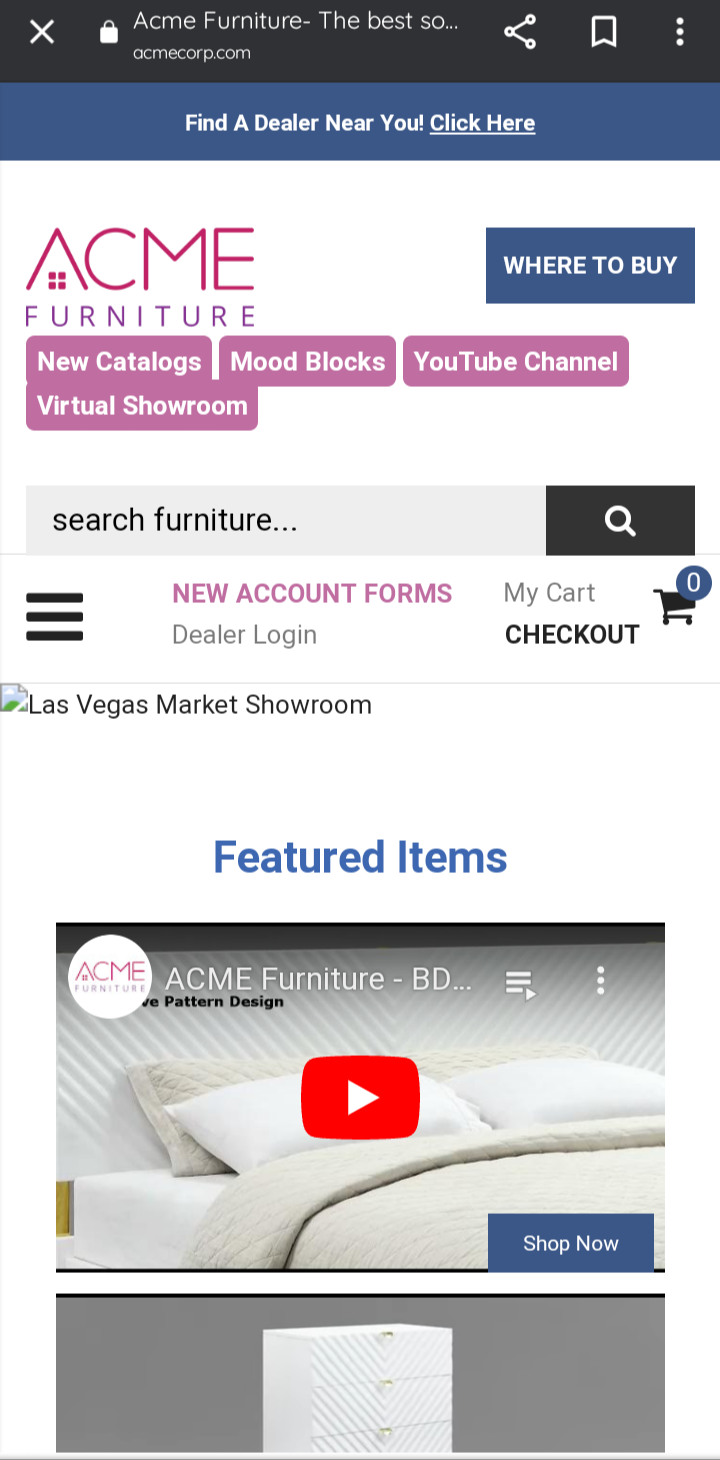 Acme Furniture- The best so...
acmecorp.com
Find A Dealer Near You! Click Here
ACME
FURNITURE
WHERE TO BUY
New Catalogs Mood Blocks YouTube Channel
Virtual Showroom
search furniture...
NEW ACCOUNT FORMS
Dealer Login
My Cart
CHECKOUT
0
Las Vegas Market Showroom
Featured Items
ACME
FURNITURE
ACME Furniture - BD...
ve Pattern Design
Shop Now